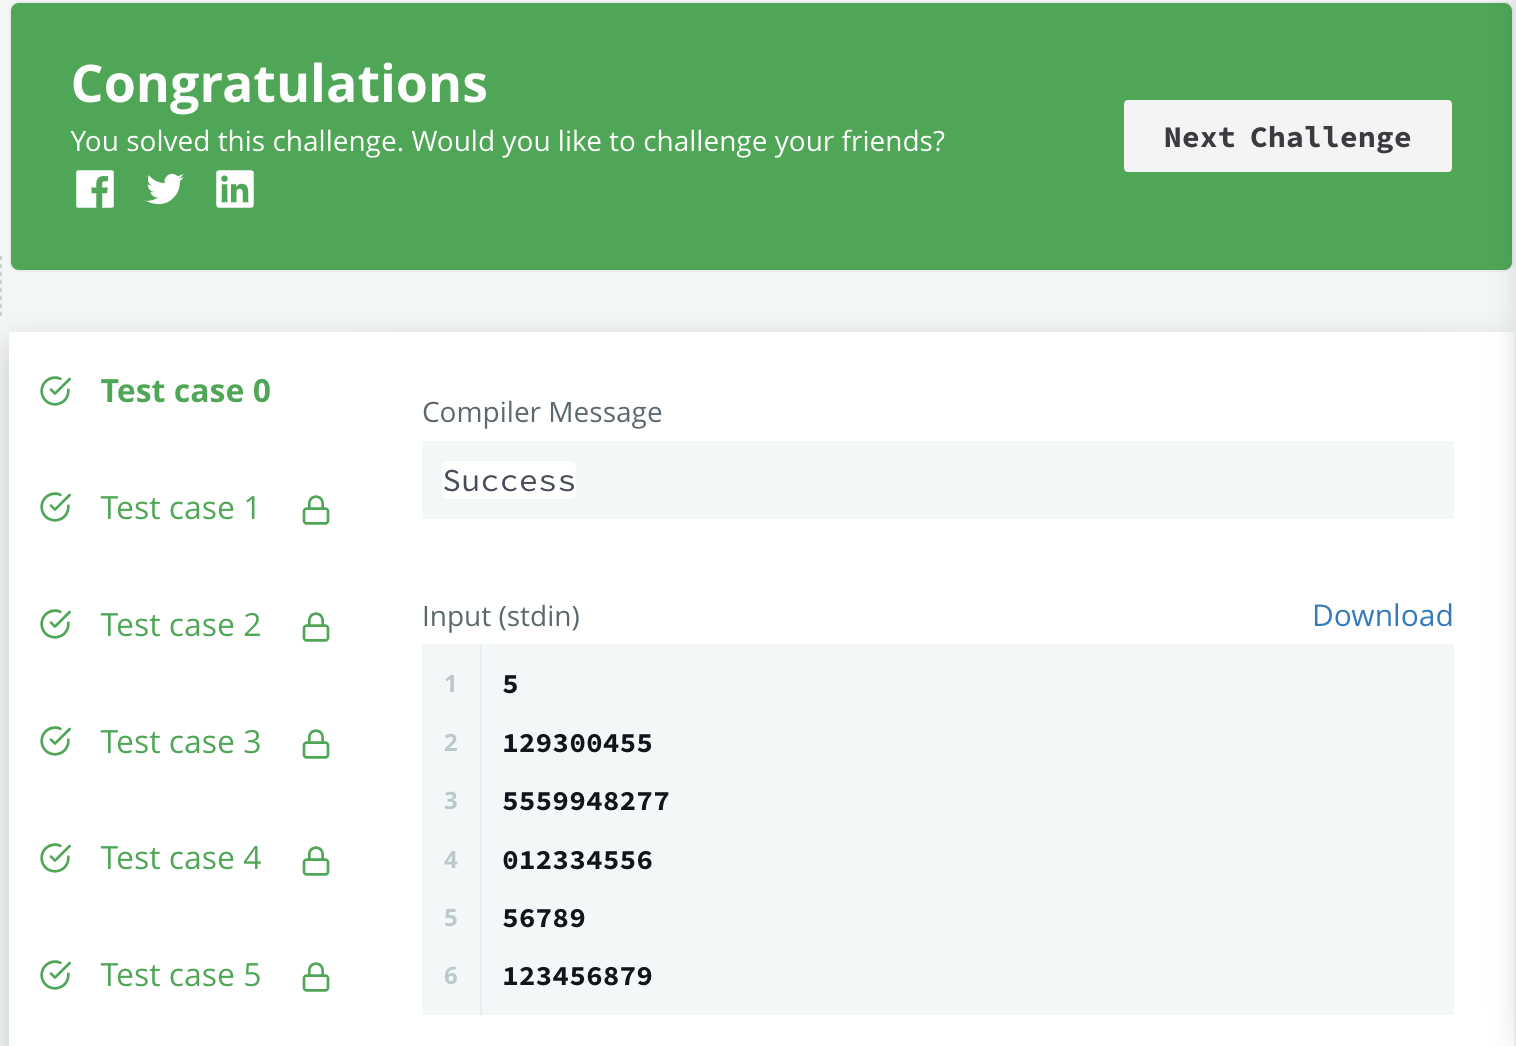 Congratulations
You solved this challenge. Would you like to challenge your friends?
Next Challenge
Test case 0
Test case 1
Test case 2
Test case 3
Test case 4
Test case 5
Compiler Message
Success
Input (stdin)
Download
1 5
2 129300455
3 5559948277
4 012334556
5 56789
6 123456879